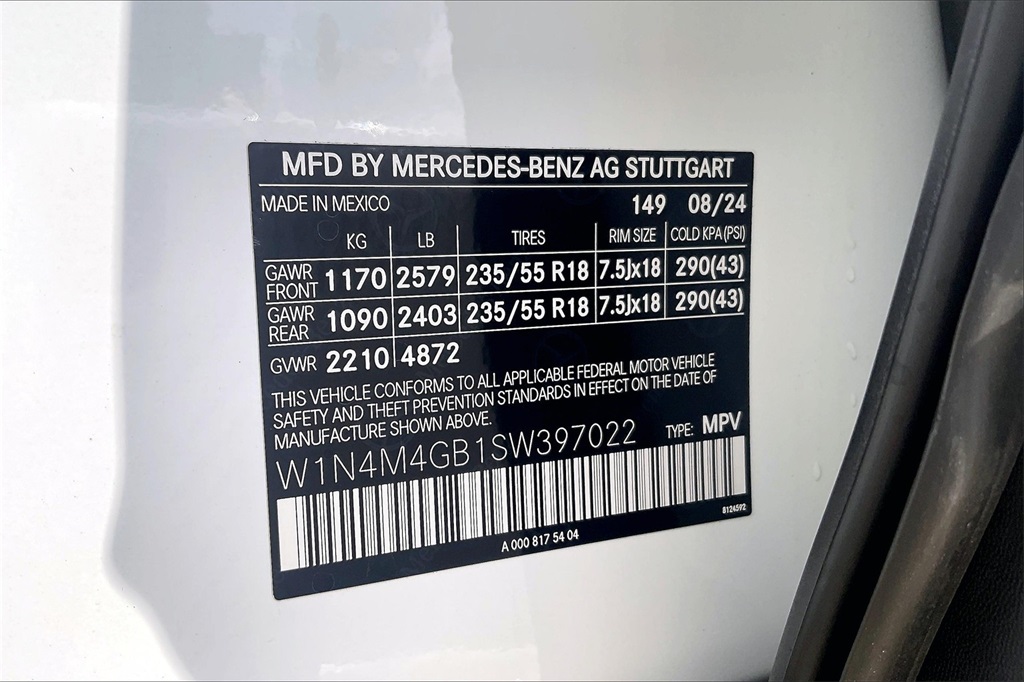 MFD BY MERCEDES-BENZ AG STUTTGART
MADE IN MEXICO 149 08/24
KG LB TIRES RIM SIZE COLD KPA(PSI)
GAWR FRONT 1170 2579 235/55 R18 7.5Jx18 290(43)
GAWR REAR 1090 2403 235/55 R18 7.5Jx18 290(43)
GVWR 2210 4872
THIS VEHICLE CONFORMS TO ALL APPLICABLE FEDERAL MOTOR VEHICLE
SAFETY AND THEFT PREVENTION STANDARDS IN EFFECT ON THE DATE OF
MANUFACTURE SHOWN ABOVE.
W1N4M4GB1SW397022 TYPE: MPV
8124592
A 000 817 54 04